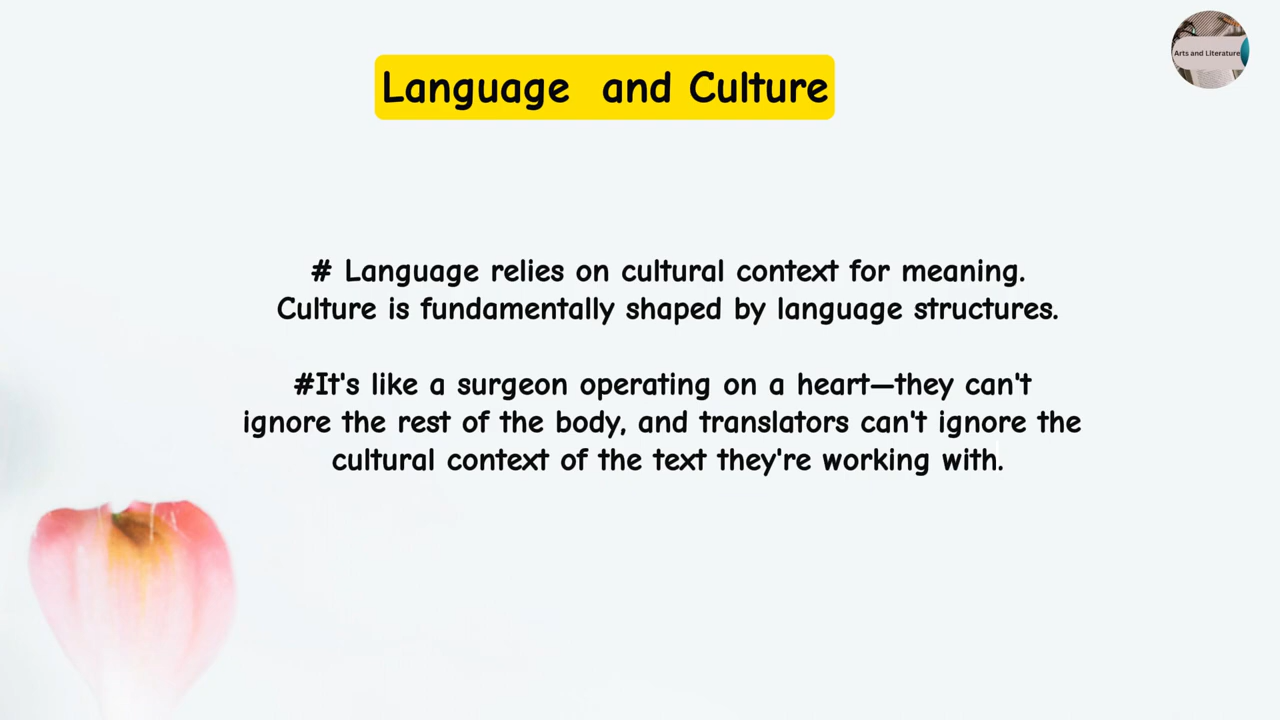 Arts and Literature
Language and Culture
# Language relies on cultural context for meaning.
Culture is fundamentally shaped by language structures.
#It's like a surgeon operating on a heart—they can't
ignore the rest of the body, and translators can't ignore the
cultural context of the text they're working with.